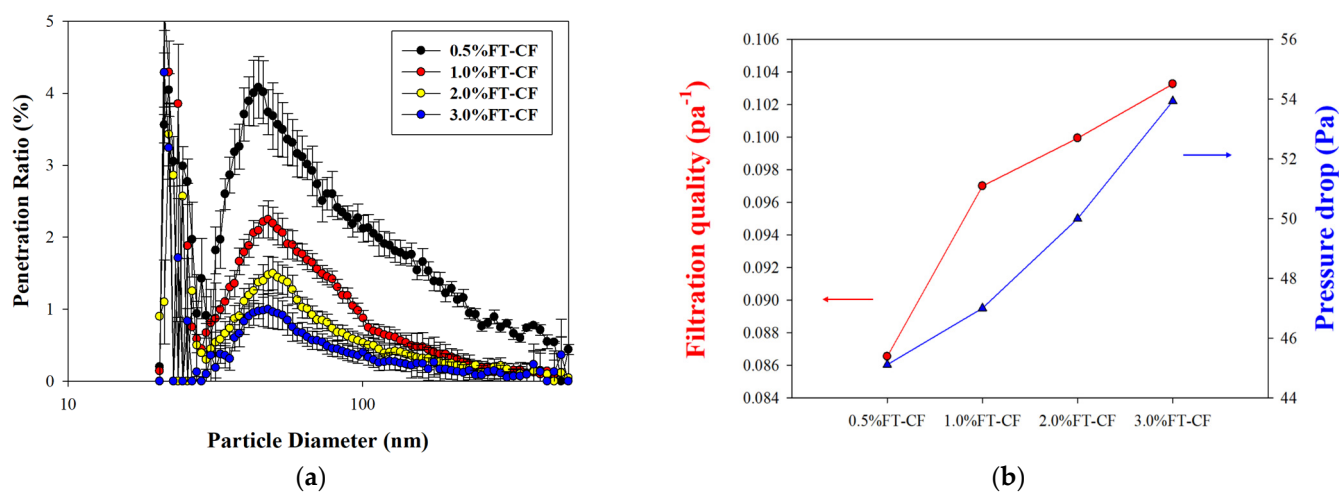 5
4
3
2
1
0
Penetration Ratio (%)
0.5%FT-CF
1.0%FT-CF
2.0%FT-CF
3.0%FT-CF
10
100
Particle Diameter (nm)
(a)
0.106
0.104
0.102
0.100
0.098
0.096
0.094
0.092
0.090
0.088
0.086
0.084
Filtration quality (pa⁻¹)
56
54
52
50
48
46
44
Pressure drop (Pa)
0.5%FT-CF 1.0%FT-CF 2.0%FT-CF 3.0%FT-CF
(b)